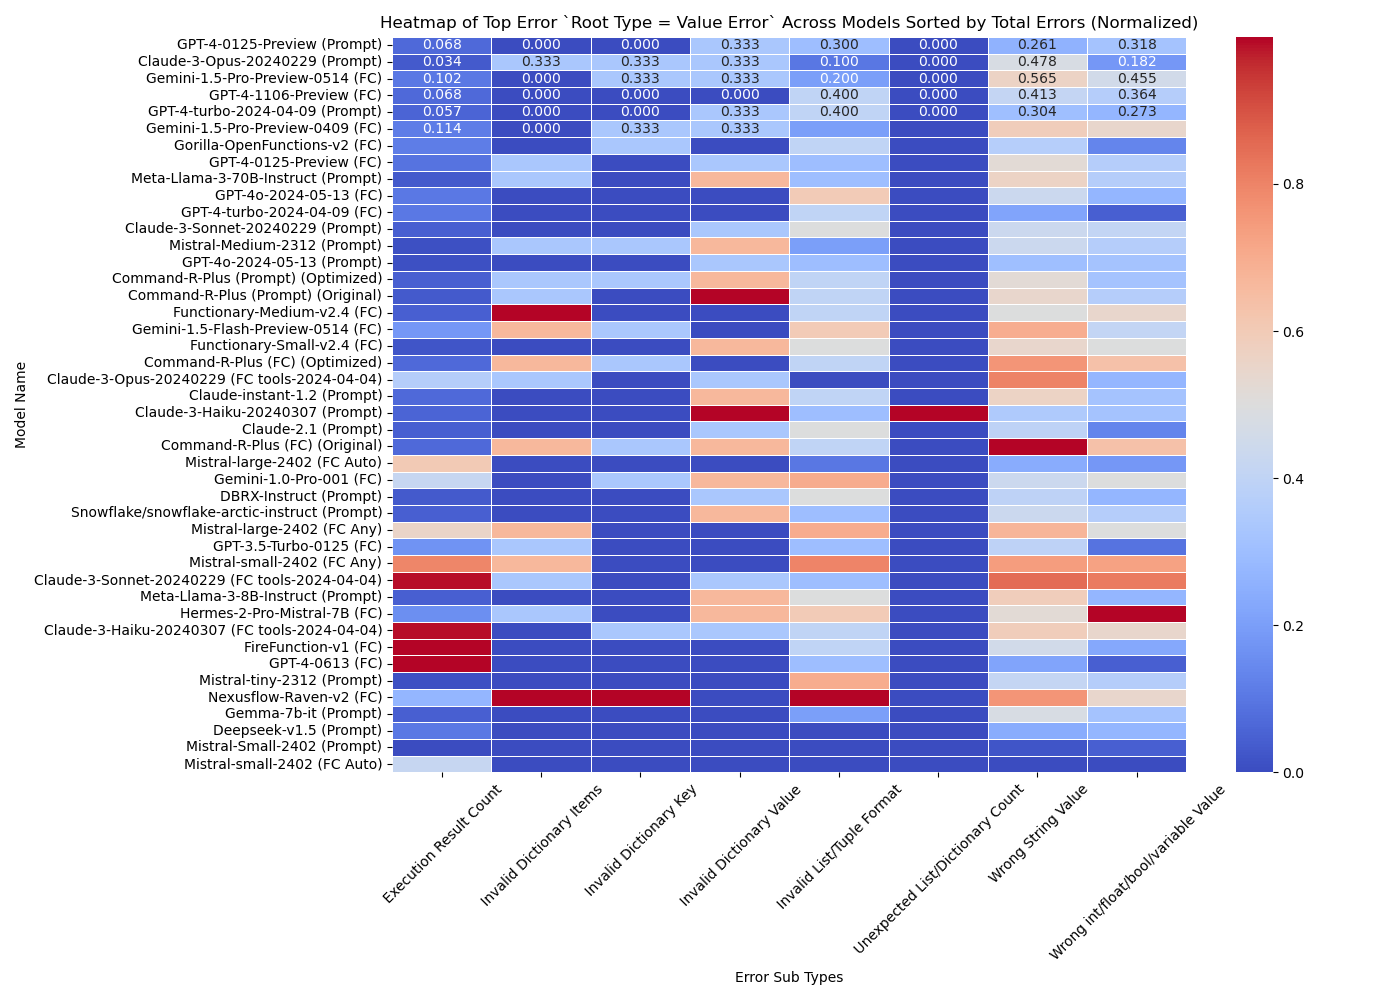 Heatmap of Top Error `Root Type = Value Error` Across Models Sorted by Total Errors (Normalized)
GPT-4-0125-Preview (Prompt) 0.068 0.000 0.000 0.333 0.300 0.000 0.261 0.318
Claude-3-Opus-20240229 (Prompt) 0.034 0.333 0.333 0.333 0.100 0.000 0.478 0.182
Gemini-1.5-Pro-Preview-0514 (FC) 0.102 0.000 0.333 0.333 0.200 0.000 0.565 0.455
GPT-4-1106-Preview (FC) 0.068 0.000 0.000 0.000 0.400 0.000 0.413 0.364
GPT-4-turbo-2024-04-09 (Prompt) 0.057 0.000 0.000 0.333 0.400 0.000 0.304 0.273
Gemini-1.5-Pro-Preview-0409 (FC) 0.114 0.000 0.333 0.333
Gorilla-OpenFunctions-v2 (FC)
GPT-4-0125-Preview (FC)
0.8
Meta-Llama-3-70B-Instruct (Prompt)
GPT-4o-2024-05-13 (FC)
GPT-4-turbo-2024-04-09 (FC)
Claude-3-Sonnet-20240229 (Prompt)
Mistral-Medium-2312 (Prompt)
GPT-4o-2024-05-13 (Prompt)
Command-R-Plus (Prompt) (Optimized)
Command-R-Plus (Prompt) (Original)
Functionary-Medium-v2.4 (FC)
Gemini-1.5-Flash-Preview-0514 (FC)
0.6
Functionary-Small-v2.4 (FC)
Command-R-Plus (FC) (Optimized)
Claude-3-Opus-20240229 (FC tools-2024-04-04)
Claude-instant-1.2 (Prompt)
Model Name
Claude-3-Haiku-20240307 (Prompt)
Claude-2.1 (Prompt)
Command-R-Plus (FC) (Original)
Mistral-large-2402 (FC Auto)
Gemini-1.0-Pro-001 (FC)
0.4
DBRX-Instruct (Prompt)
Snowflake/snowflake-arctic-instruct (Prompt)
Mistral-large-2402 (FC Any)
GPT-3.5-Turbo-0125 (FC)
Mistral-small-2402 (FC Any)
Claude-3-Sonnet-20240229 (FC tools-2024-04-04)
Meta-Llama-3-8B-Instruct (Prompt)
Hermes-2-Pro-Mistral-7B (FC)
0.2
Claude-3-Haiku-20240307 (FC tools-2024-04-04)
FireFunction-v1 (FC)
GPT-4-0613 (FC)
Mistral-tiny-2312 (Prompt)
Nexusflow-Raven-v2 (FC)
Gemma-7b-it (Prompt)
Deepseek-v1.5 (Prompt)
Mistral-Small-2402 (Prompt)
Mistral-small-2402 (FC Auto)
0.0
Execution Result Count
Invalid Dictionary Items
Invalid Dictionary Key
Invalid Dictionary Value
Invalid List/Tuple Format
Unexpected List/Dictionary Count
Wrong String Value
Wrong int/float/bool/variable Value
Error Sub Types